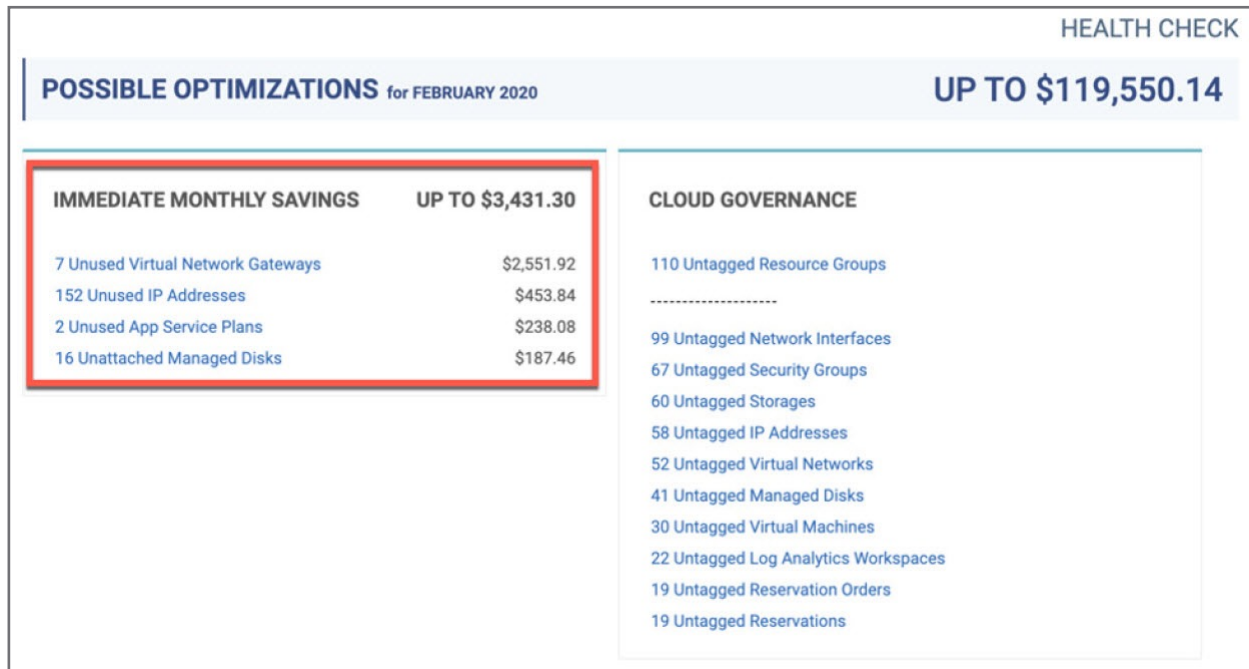 HEALTH CHECK
POSSIBLE OPTIMIZATIONS for FEBRUARY 2020 UP TO $119,550.14
IMMEDIATE MONTHLY SAVINGS UP TO $3,431.30
7 Unused Virtual Network Gateways $2,551.92
152 Unused IP Addresses $453.84
2 Unused App Service Plans $238.08
16 Unattached Managed Disks $187.46
CLOUD GOVERNANCE
110 Untagged Resource Groups
--------------------
99 Untagged Network Interfaces
67 Untagged Security Groups
60 Untagged Storages
58 Untagged IP Addresses
52 Untagged Virtual Networks
41 Untagged Managed Disks
30 Untagged Virtual Machines
22 Untagged Log Analytics Workspaces
19 Untagged Reservation Orders
19 Untagged Reservations